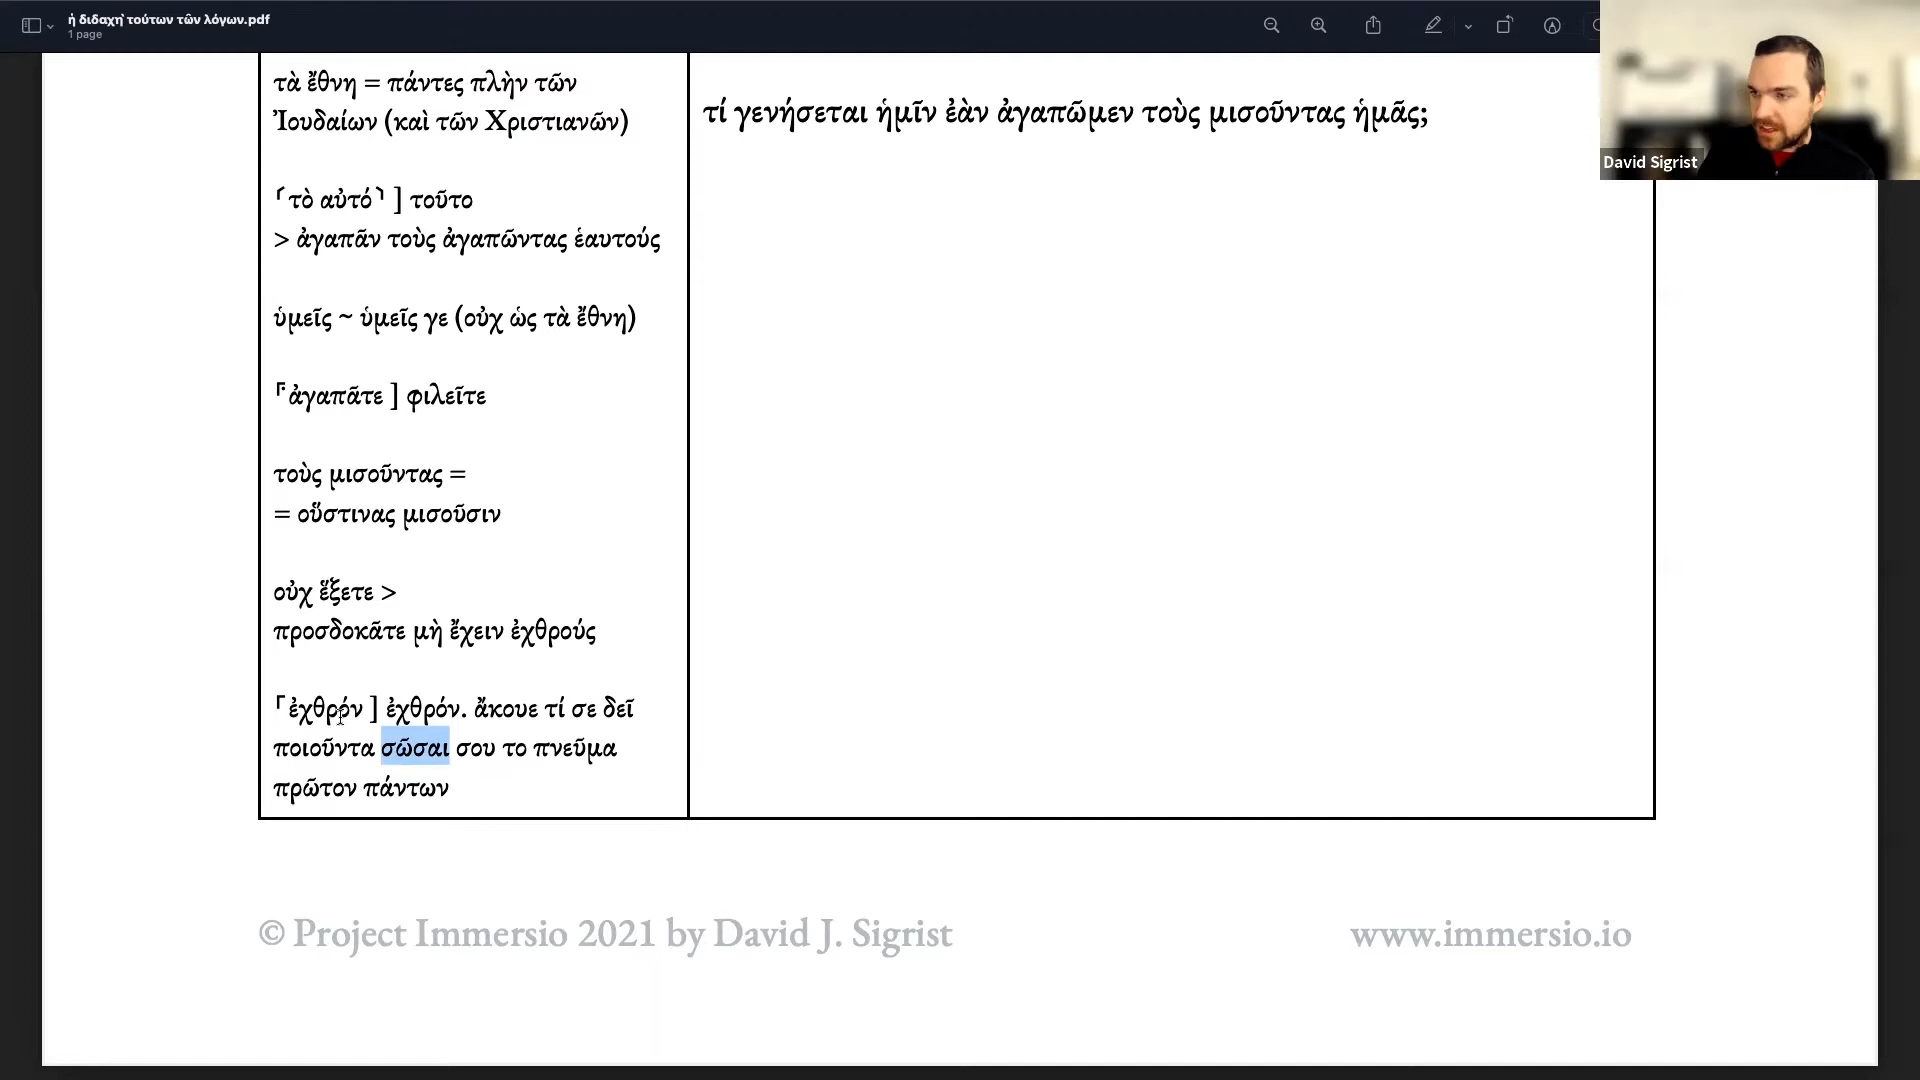 ἡ διδαχὴ τούτων τῶν λόγων.pdf
1 page
David Sigrist
τὰ ἔθνη = πάντες πλὴν τῶν
Ἰουδαίων (καὶ τῶν Χριστιανῶν)
⸂τὸ αὐτό⸃ ] τοῦτο
> ἀγαπᾶν τοὺς ἀγαπῶντας ἑαυτούς
ὑμεῖς ~ ὑμεῖς γε (οὐχ ὡς τὰ ἔθνη)
⸁ἀγαπᾶτε ] φιλεῖτε
τοὺς μισοῦντας =
= οὕστινας μισοῦσιν
οὐχ ἕξετε >
προσδοκᾶτε μὴ ἔχειν ἐχθρούς
⸀ἐχθρόν ] ἐχθρόν. ἄκουε τί σε δεῖ
ποιοῦντα σῶσαι σου το πνεῦμα
πρῶτον πάντων
τί γενήσεται ἡμῖν ἐὰν ἀγαπῶμεν τοὺς μισοῦντας ἡμᾶς;
© Project Immersio 2021 by David J. Sigrist
www.immersio.io